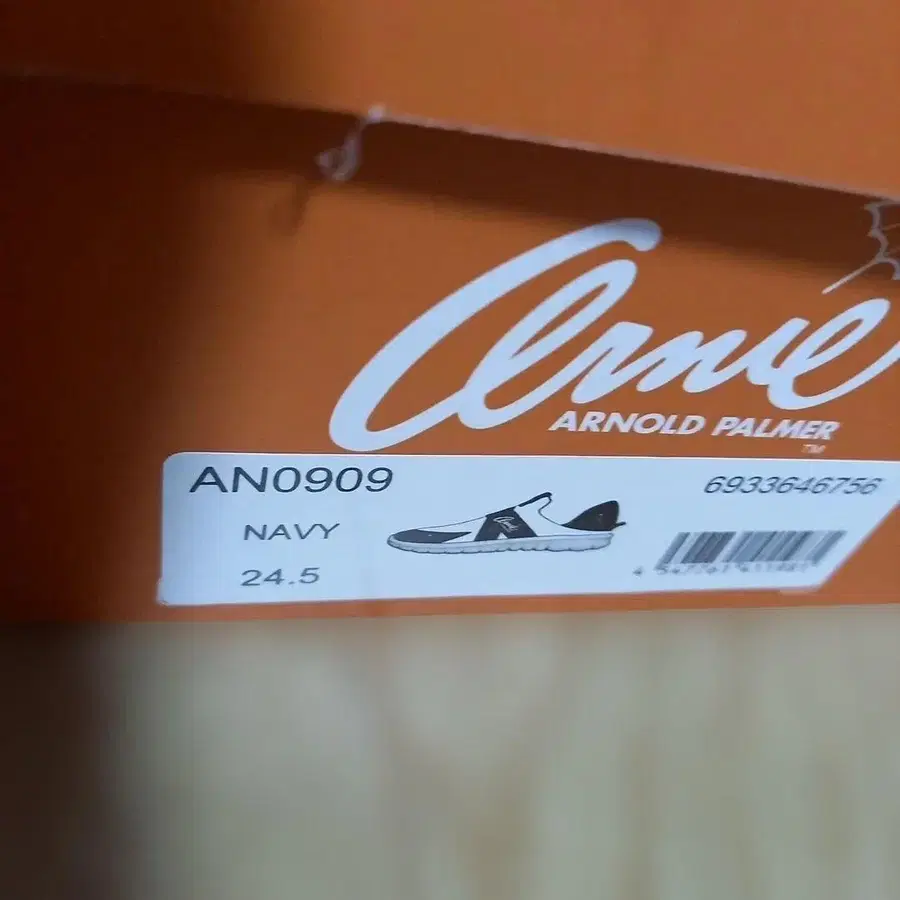 Arnie
ARNOLD PALMER
TM
AN0909
6933646756
NAVY
24.5